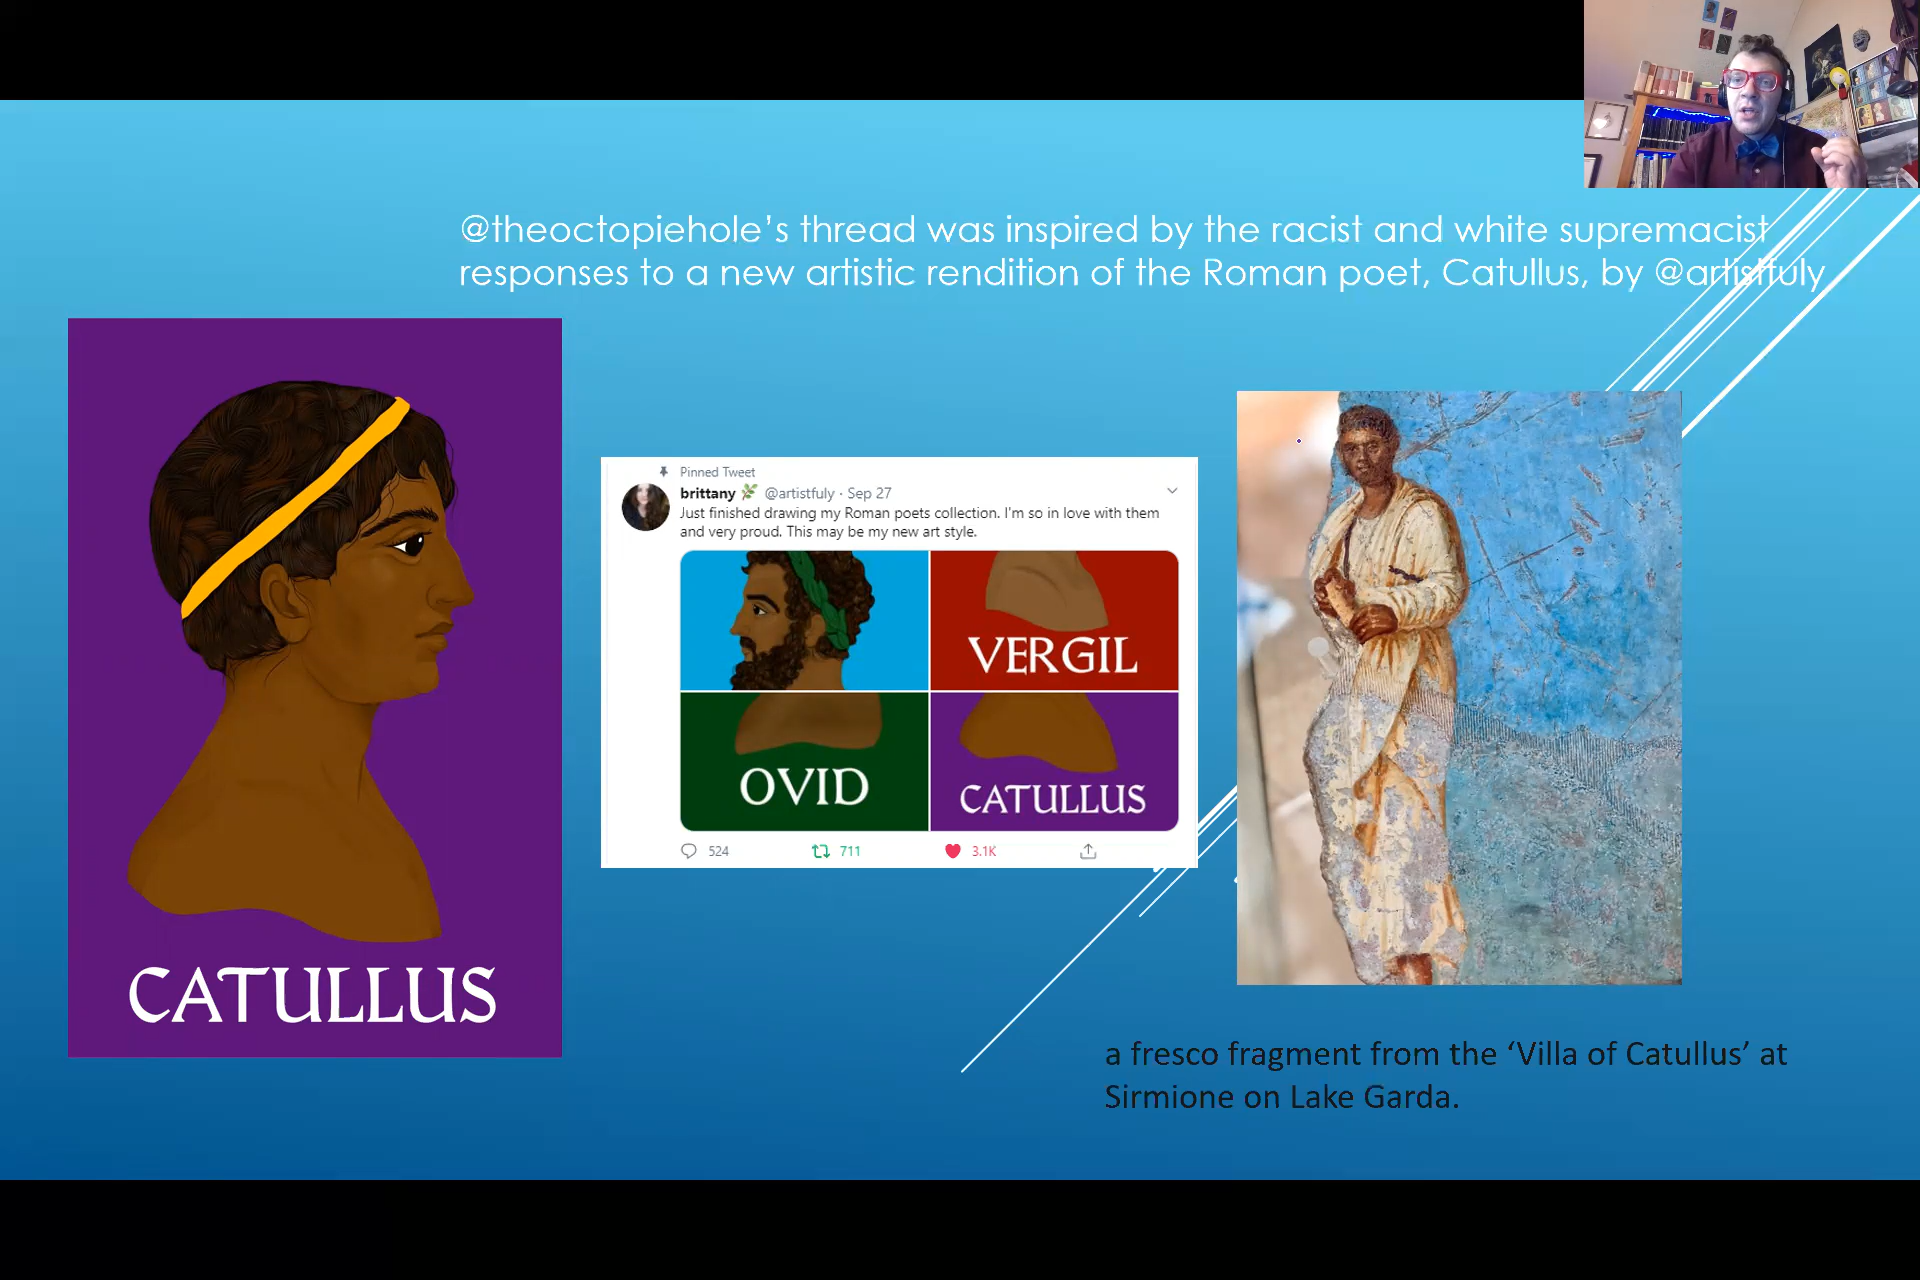 @theoctopiehole’s thread was inspired by the racist and white supremacist
responses to a new artistic rendition of the Roman poet, Catullus, by @artistfuly
CATULLUS
Pinned Tweet
brittany @artistfuly · Sep 27
Just finished drawing my Roman poets collection. I'm so in love with them
and very proud. This may be my new art style.
VERGIL
OVID
CATULLUS
524 711 3.1K
a fresco fragment from the ‘Villa of Catullus’ at
Sirmione on Lake Garda.